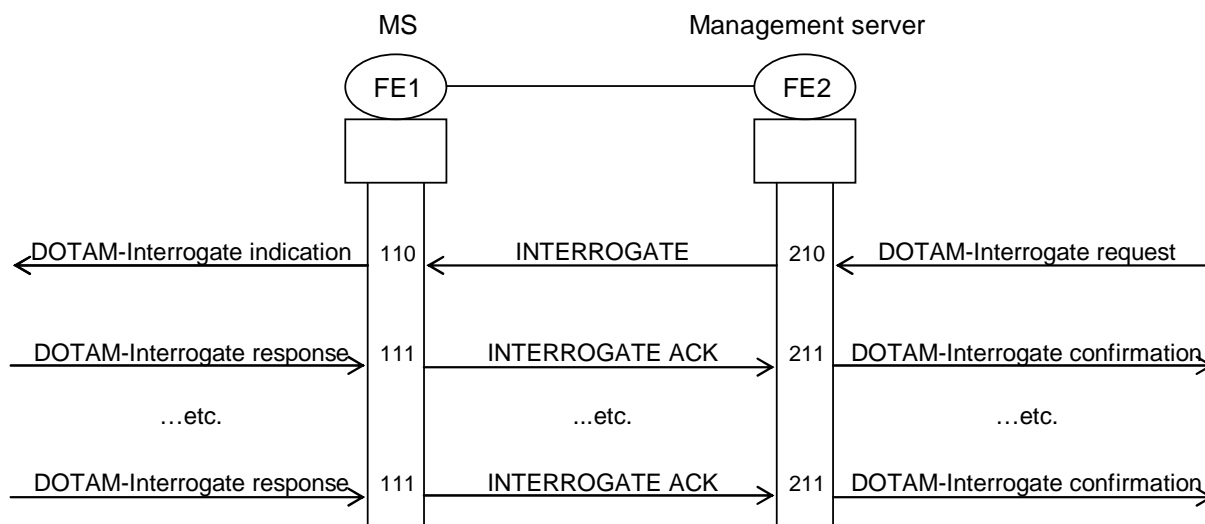 MS Management server
FE1 FE2
DOTAM-Interrogate indication 110 INTERROGATE 210 DOTAM-Interrogate request
DOTAM-Interrogate response 111 INTERROGATE ACK 211 DOTAM-Interrogate confirmation
…etc. ...etc. …etc.
DOTAM-Interrogate response 111 INTERROGATE ACK 211 DOTAM-Interrogate confirmation